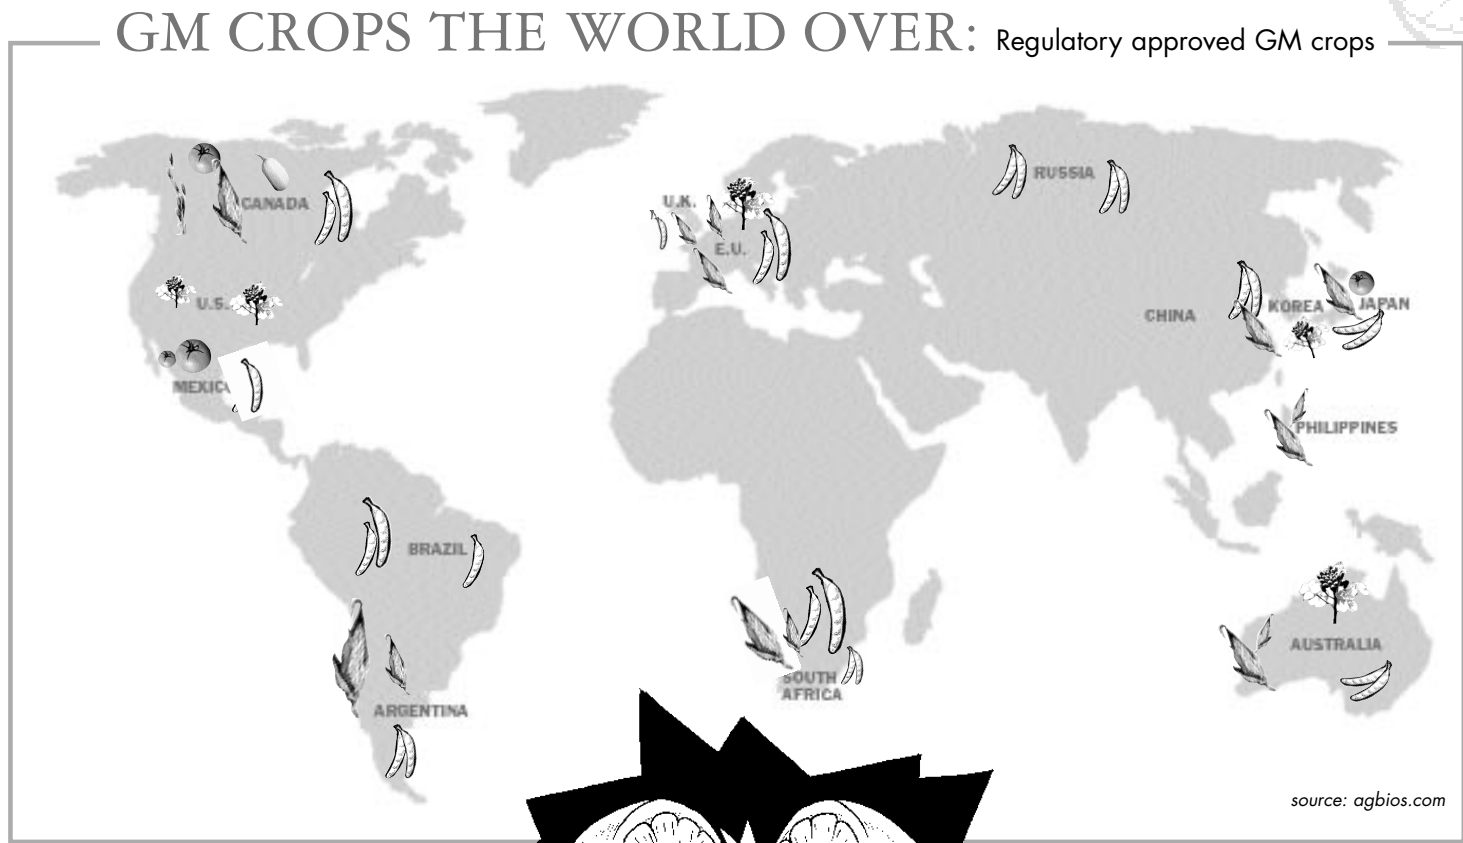 GM CROPS THE WORLD OVER: Regulatory approved GM crops
CANADA
U.S.
MEXIC
BRAZIL
ARGENTINA
U.K.
E.U.
RUSSIA
CHINA
KOREA
JAPAN
PHILIPPINES
SOUTH
AFRICA
AUSTRALIA
source: agbios.com